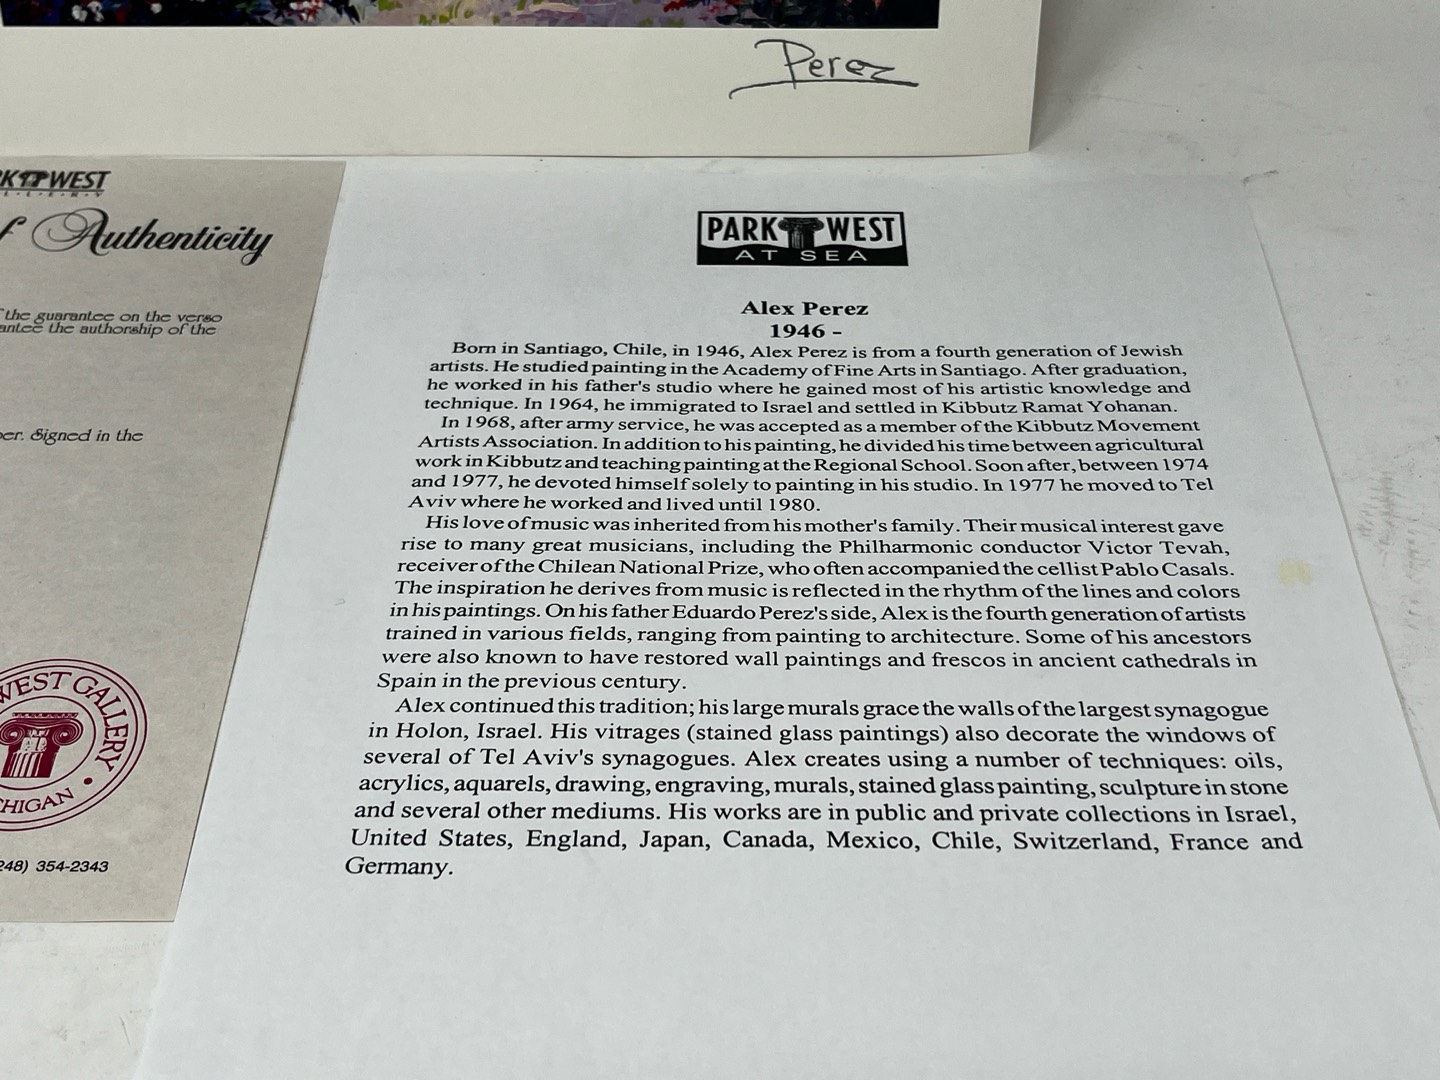 Perez
WEST
Authenticity
the guarantee on the verso
the authorship of the
Signed in the
WEST GALLERY
354-2343
PARK WEST
AT SEA
Alex Perez
1946 -
Born in Santiago, Chile, in 1946, Alex Perez is from a fourth generation of Jewish
artists. He studied painting in the Academy of Fine Arts in Santiago. After graduation,
he worked in his father's studio where he gained most of his artistic knowledge and
technique. In 1964, he immigrated to Israel and settled in Kibbutz Ramat Yohanan.
In 1968, after army service, he was accepted as a member of the Kibbutz Movement
Artists Association. In addition to his painting, he divided his time between agricultural
work in Kibbutz and teaching painting at the Regional School. Soon after, between 1974
and 1977, he devoted himself solely to painting in his studio. In 1977 he moved to Tel
Aviv where he worked and lived until 1980.
His love of music was inherited from his mother's family. Their musical interest gave
rise to many great musicians, including the Philharmonic conductor Victor Tevah,
receiver of the Chilean National Prize, who often accompanied the cellist Pablo Casals.
The inspiration he derives from music is reflected in the rhythm of the lines and colors
in his paintings. On his father Eduardo Perez's side, Alex is the fourth generation of artists
trained in various fields, ranging from painting to architecture. Some of his ancestors
were also known to have restored wall paintings and frescos in ancient cathedrals in
Spain in the previous century.
Alex continued this tradition; his large murals grace the walls of the largest synagogue
in Holon, Israel. His vitrages (stained glass paintings) also decorate the windows of
several of Tel Aviv's synagogues. Alex creates using a number of techniques: oils,
acrylics, aquarels, drawing, engraving, murals, stained glass painting, sculpture in stone
and several other mediums. His works are in public and private collections in Israel,
United States, England, Japan, Canada, Mexico, Chile, Switzerland, France and
Germany.